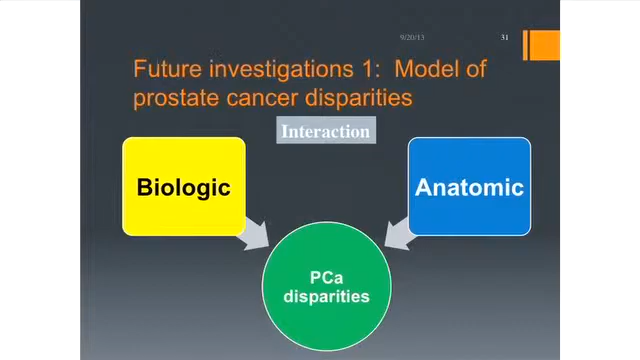 9/20/13
31
Future investigations 1: Model of
prostate cancer disparities
Interaction
Biologic
Anatomic
PCa
disparities